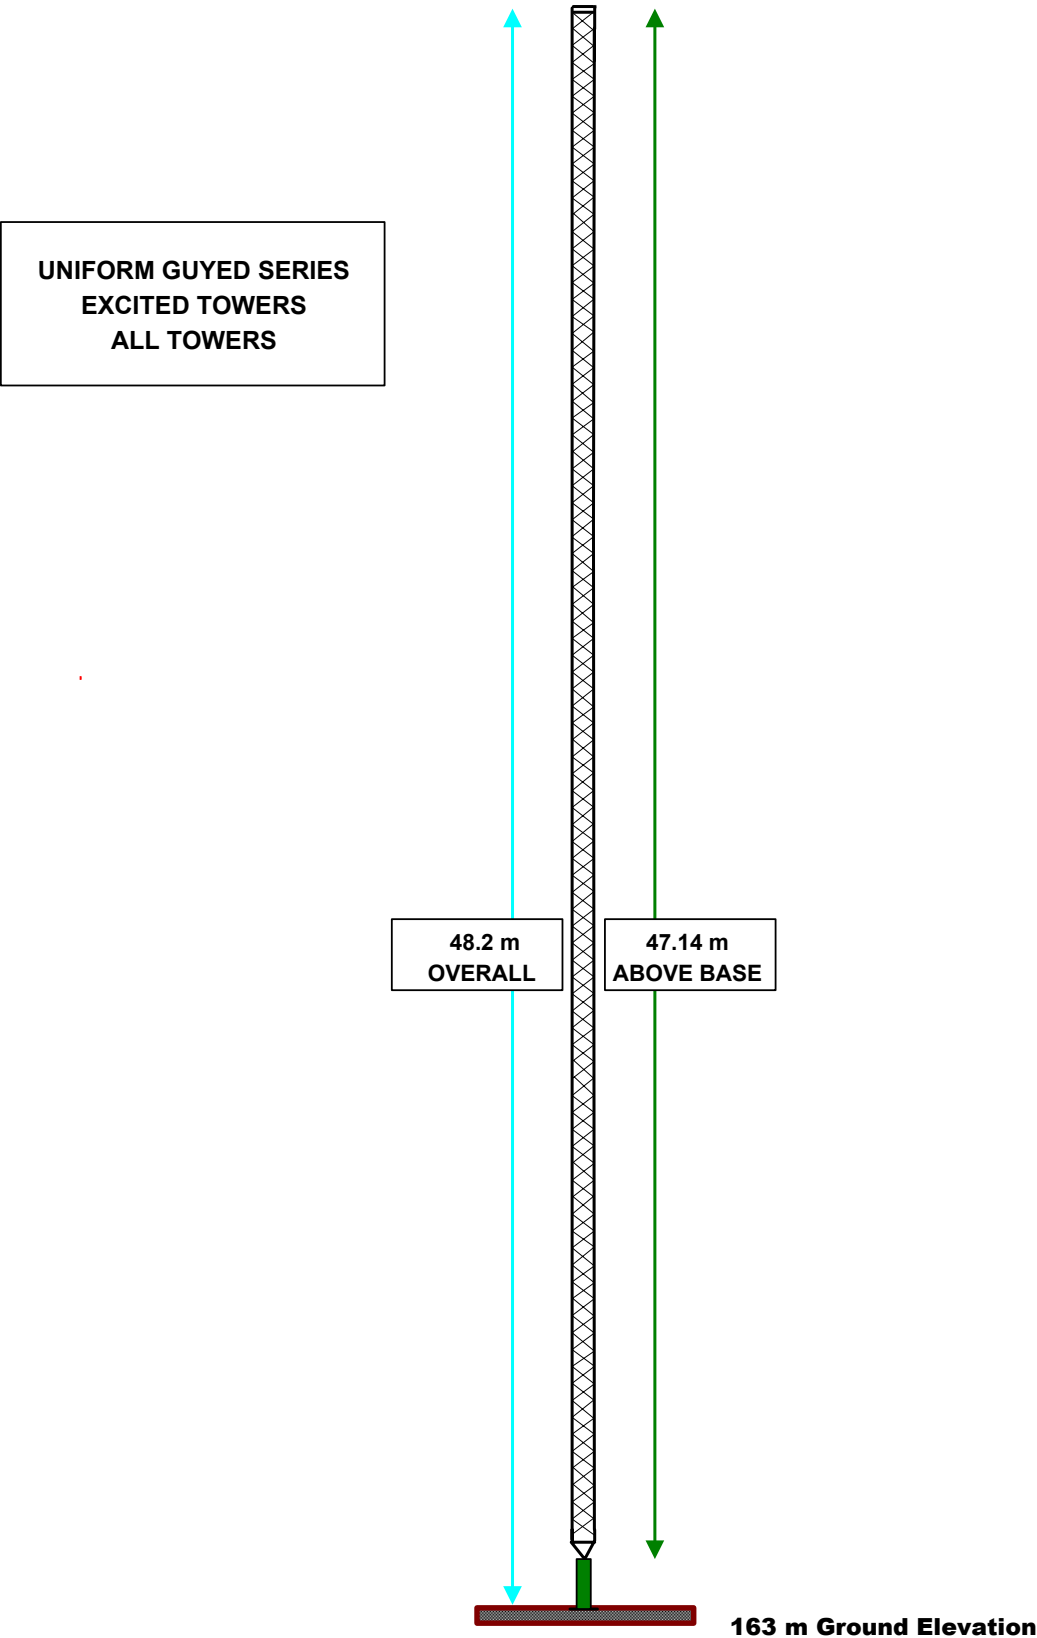 UNIFORM GUYED SERIES
EXCITED TOWERS
ALL TOWERS
48.2 m
OVERALL
47.14 m
ABOVE BASE
163 m Ground Elevation